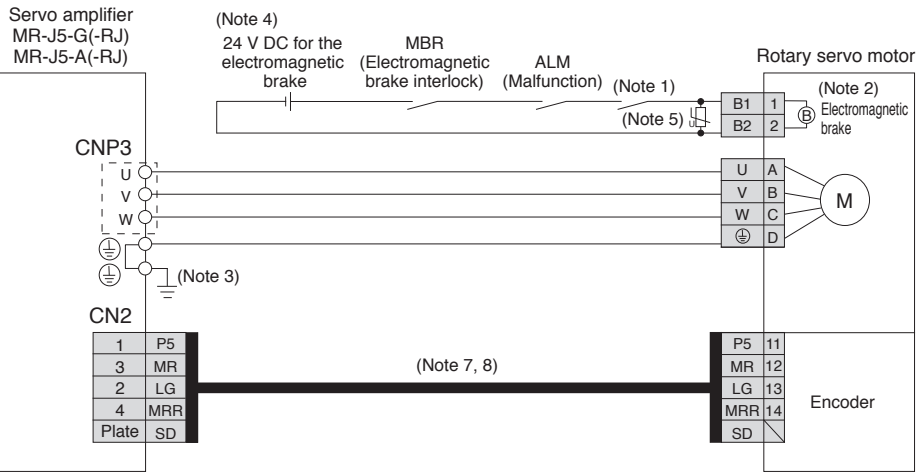 Servo amplifier
MR-J5-G(-RJ)
MR-J5-A(-RJ)
(Note 4)
24 V DC for the
electromagnetic
brake
MBR
(Electromagnetic
brake interlock)
ALM
(Malfunction)
(Note 1)
(Note 5)
U
Rotary servo motor
B1 1
B2 2
(Note 2)
B
Electromagnetic
brake
CNP3
U
V
W
U A
V B
W C
D
M
(Note 3)
CN2
1 P5
3 MR
2 LG
4 MRR
Plate SD
(Note 7, 8)
P5 11
MR 12
LG 13
MRR 14
SD
Encoder